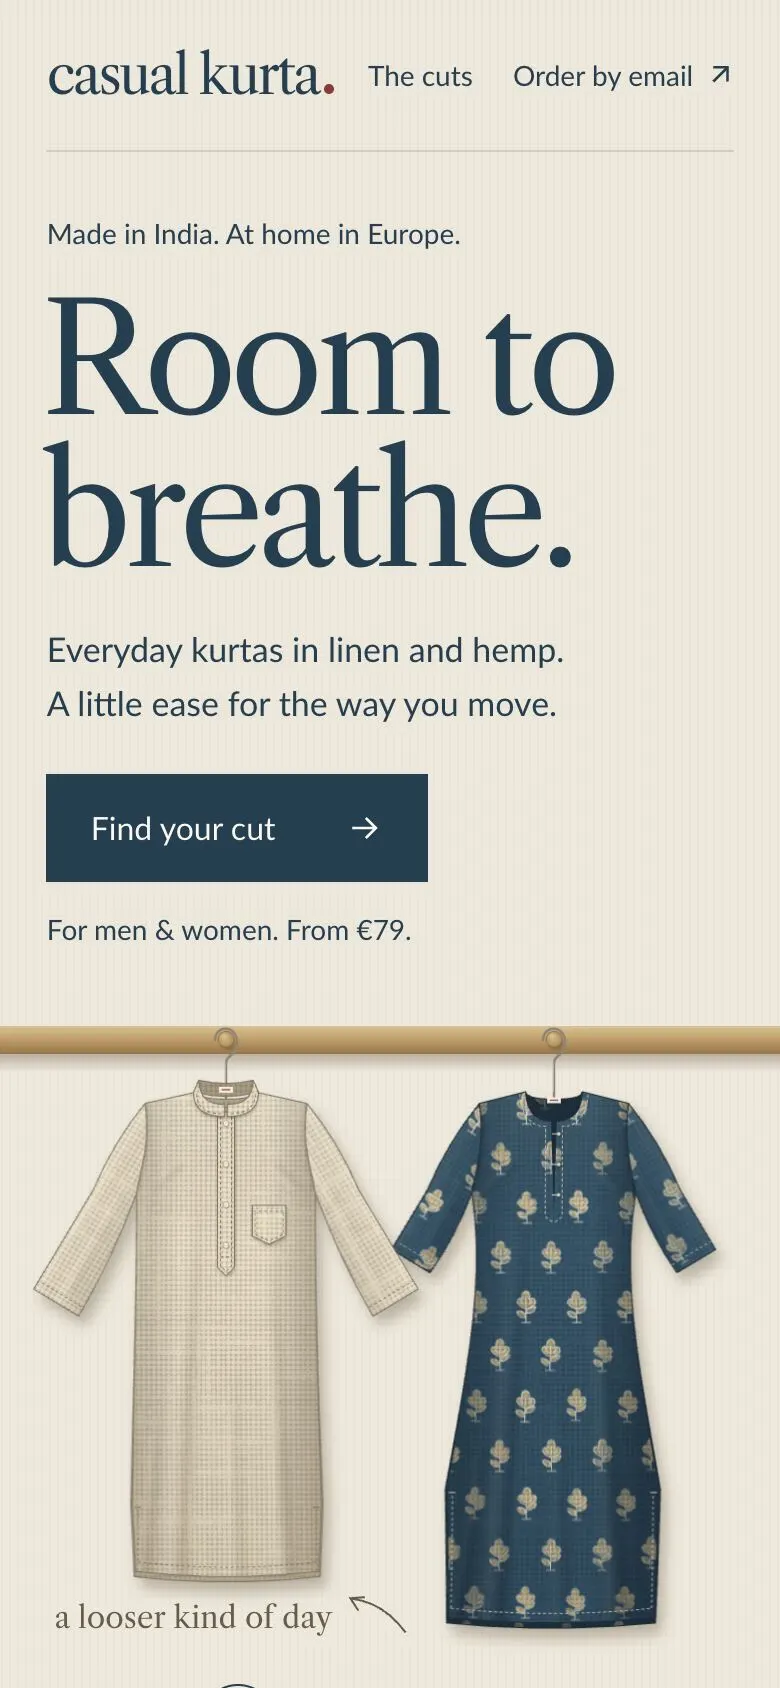 casual kurta.
The cuts
Order by email
Made in India. At home in Europe.
Room to
breathe.
Everyday kurtas in linen and hemp.
A little ease for the way you move.
Find your cut
For men & women. From €79.
a looser kind of day